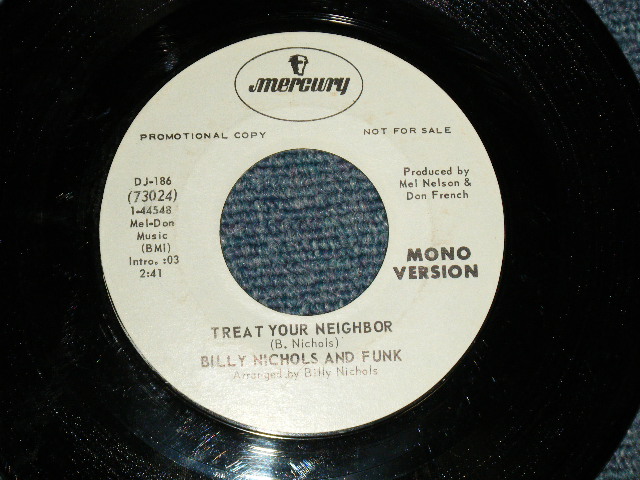 mercury
PROMOTIONAL COPY
NOT FOR SALE
DJ-186
(73024)
1-44548
Mel-Don
Music
(BMI)
Intro. :03
2:41
Produced by
Mel Nelson &
Don French
MONO
VERSION
TREAT YOUR NEIGHBOR
(B. Nichols)
BILLY NICHOLS AND FUNK
Arranged by Billy Nichols